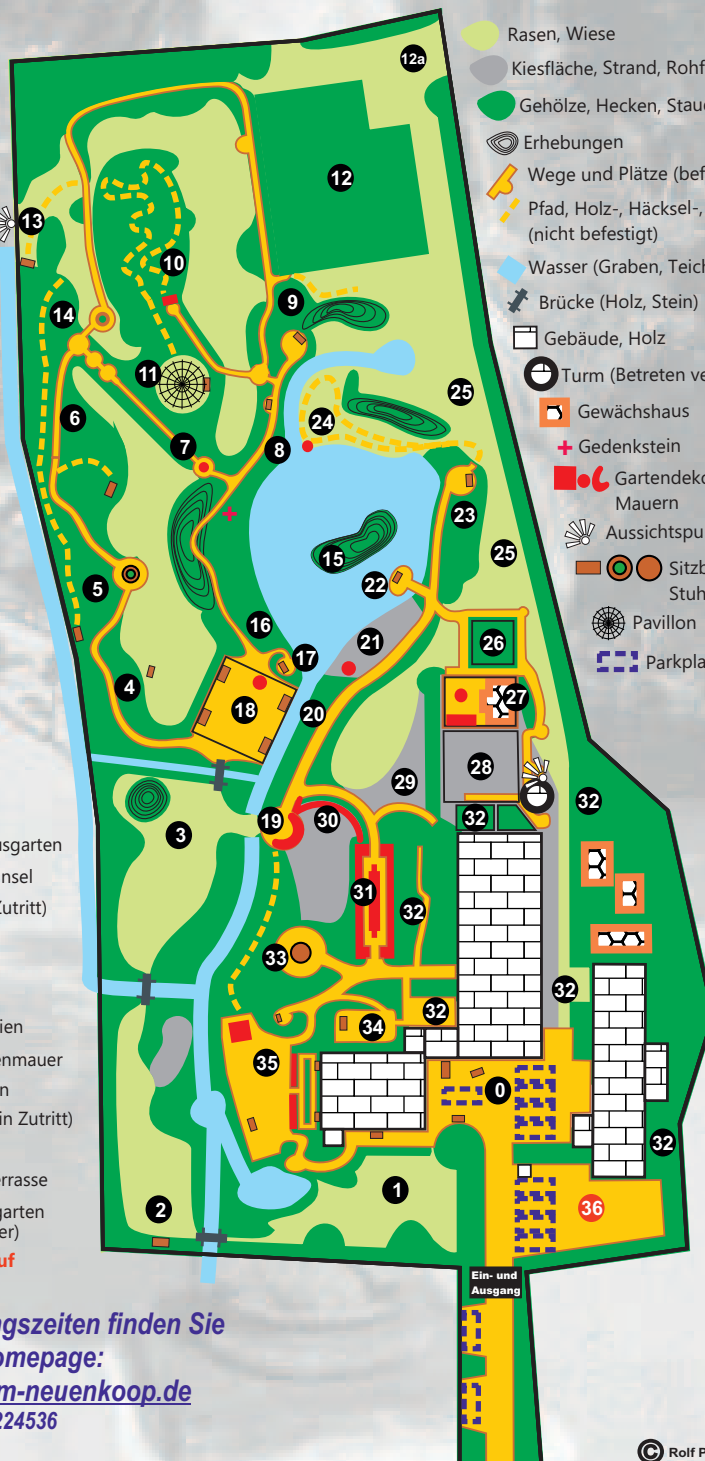 Rasen, Wiese
Kiesfläche, Strand, Rohf
Gehölze, Hecken, Stau
Erhebungen
Wege und Plätze (bef
Pfad, Holz-, Häcksel-,
(nicht befestigt)
Wasser (Graben, Teich
Brücke (Holz, Stein)
Gebäude, Holz
Turm (Betreten ve
Gewächshaus
Gedenkstein
Gartendeko
Mauern
Aussichtspu
Sitzb
Stuh
Pavillon
Parkpla
12a
12
13
10
9
14
11
25
6
24
7
8
23
25
15
5
22
16
21
26
17
4
18
20
27
28
29
32
3
19
30
32
31
32
33
32
32
34
35
0
32
1
2
36
Ein- und
Ausgang
usgarten
nsel
Zutritt)
ien
enmauer
n
in Zutritt)
errasse
garten
er)
uf
ngszeiten finden Sie
omepage:
m-neuenkoop.de
224536
© Rolf P